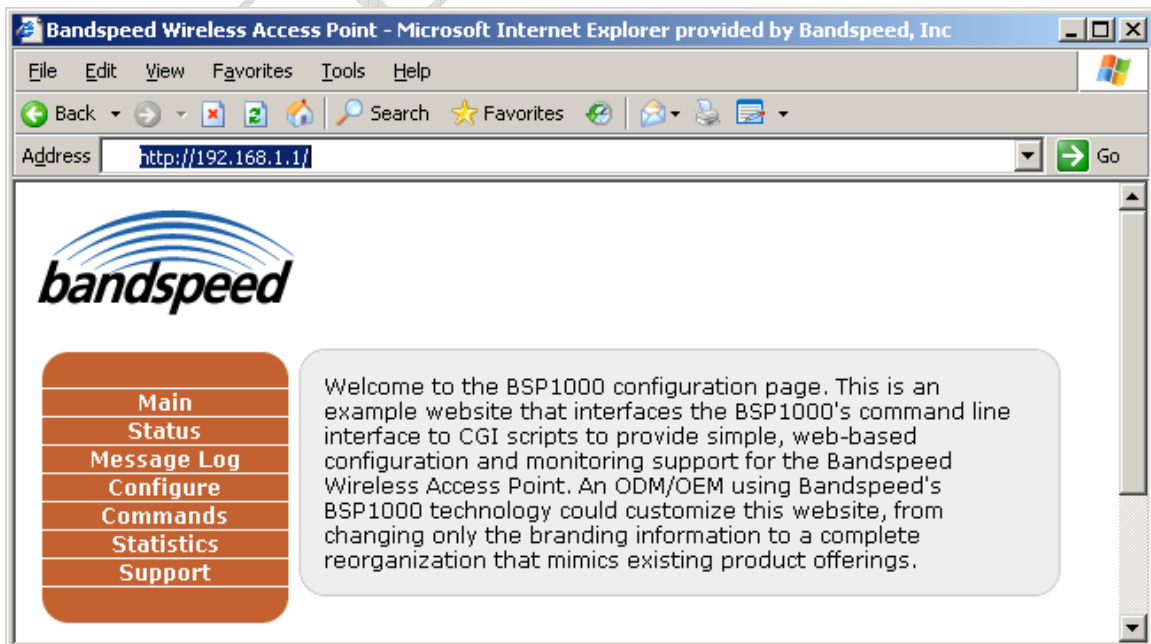 Bandspeed Wireless Access Point - Microsoft Internet Explorer provided by Bandspeed, Inc
File Edit View Favorites Tools Help
Back Search Favorites
Address http://192.168.1.1/ Go
bandspeed
Main
Status
Message Log
Configure
Commands
Statistics
Support
Welcome to the BSP1000 configuration page. This is an
example website that interfaces the BSP1000's command line
interface to CGI scripts to provide simple, web-based
configuration and monitoring support for the Bandspeed
Wireless Access Point. An ODM/OEM using Bandspeed's
BSP1000 technology could customize this website, from
changing only the branding information to a complete
reorganization that mimics existing product offerings.